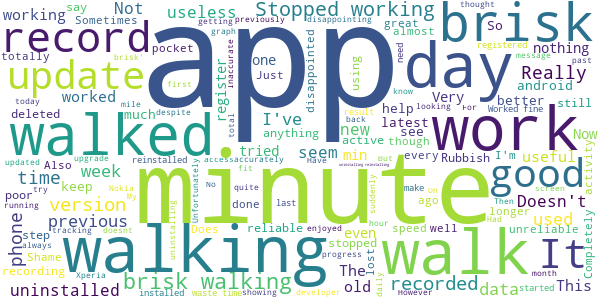 working say Not useless Stopped working great almost thought So
Sometimes getting previously graph disappointing
record pocket one inaccurate disappointed using need registered message past
totally Just
app day brisk
nothing
Really
update worked register android
deleted much I've anything help latest better still
today mile first total result back know looking For Worked fine
walked despite tried new active see though Now
updated upgrade reinstalled access accurately Have fit out uninstalling reinstalling
Also week seem min every Rubbish I'm useful activity
work
time keep minute good
poor try Nokia My No quite
running version Unfortunately done last suddenly make on ago Then Had screen
Doesn't
phone step tracking doesnt Does reliable even hour speed well longer used completely
always previous uninstalling enjoyed stopped progress unreliable
Shame walking The lost walk It
recording Xperia brisk walking old daily recorded data started This
uninstalled installed waste time showing developer However month